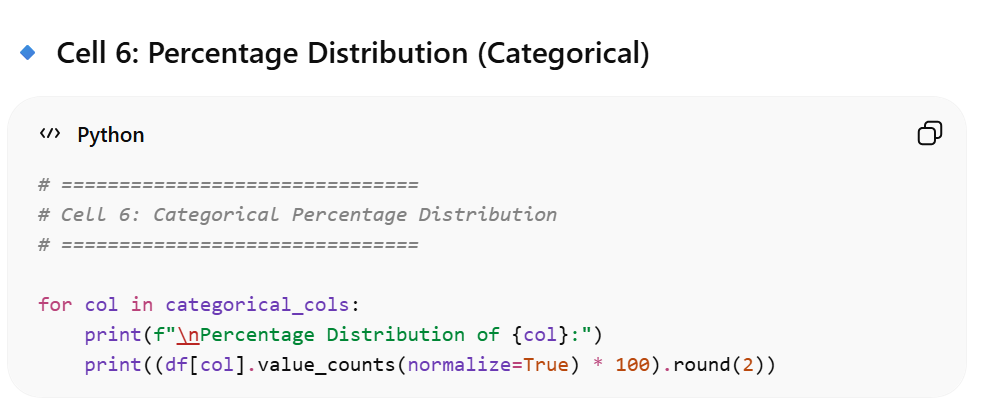 Cell 6: Percentage Distribution (Categorical)
Python
# ===============================
# Cell 6: Categorical Percentage Distribution
# ===============================
for col in categorical_cols:
    print(f"\nPercentage Distribution of {col}:")
    print((df[col].value_counts(normalize=True) * 100).round(2))